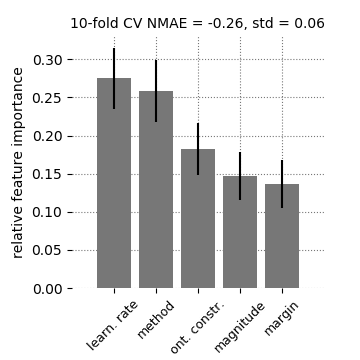 10-fold CV NMAE = -0.26, std = 0.06
relative feature importance
0.30
0.25
0.20
0.15
0.10
0.05
0.00
learn. rate
method
ont. constr.
magnitude
margin